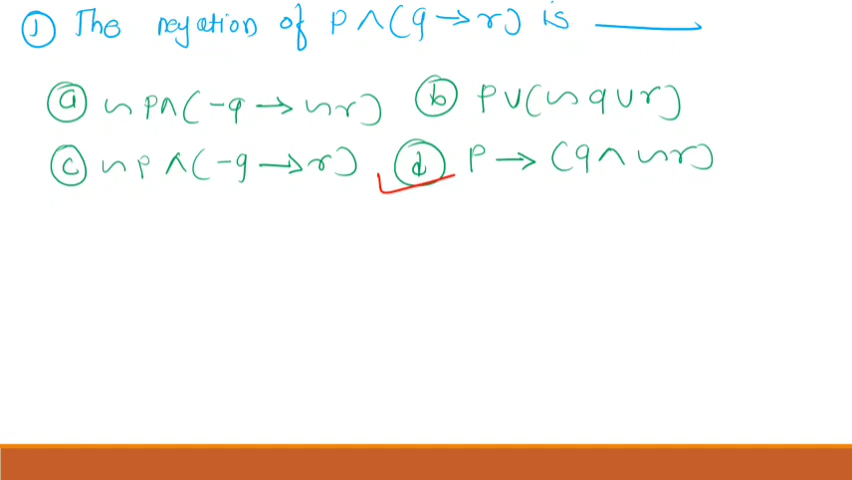 ① The negation of P ∧ (q → r) is ______
ⓐ ~P ∧ (-q → ~r) ⓑ P ∨ (~q ∪ r)
ⓒ ~P ∧ (-q → r) ⓓ P → (q ∧ ~r)